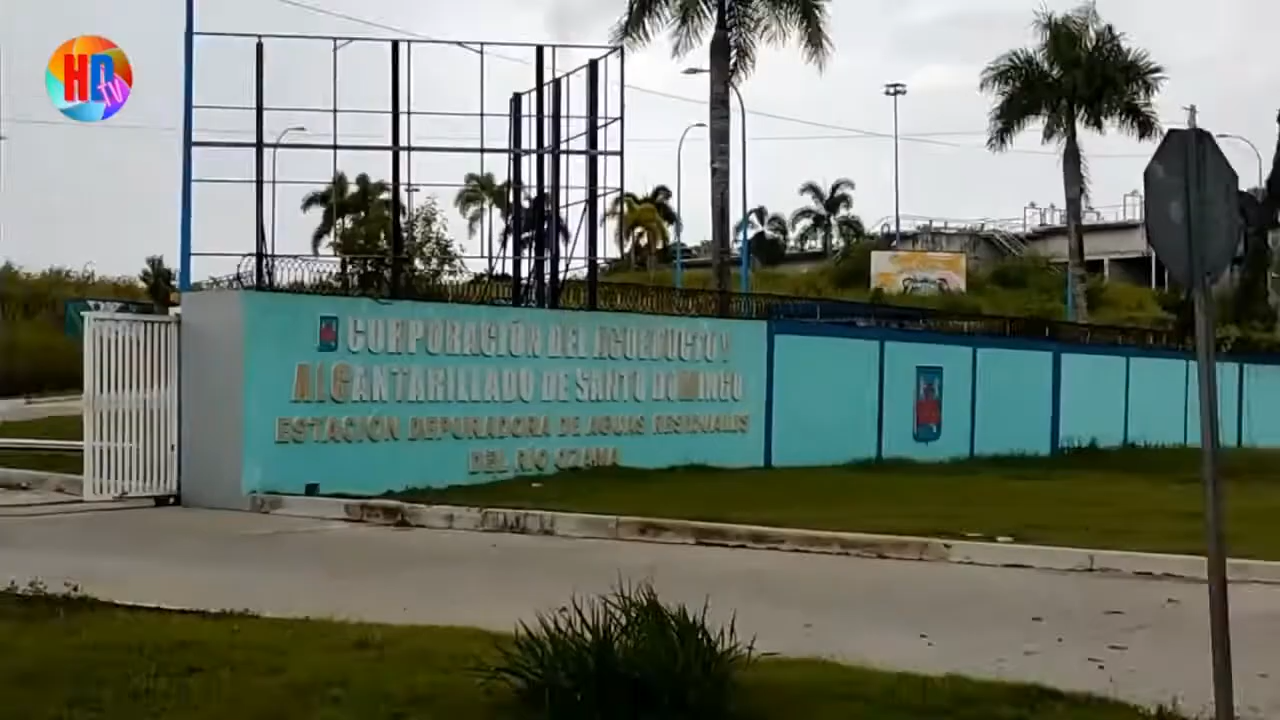 HD
TV
CORPORACIÓN DEL ACUEDUCTO Y
ALCANTARILLADO DE SANTO DOMINGO
ESTACIÓN DEPURADORA DE AGUAS RESIDUALES
DEL RÍO OZAMA